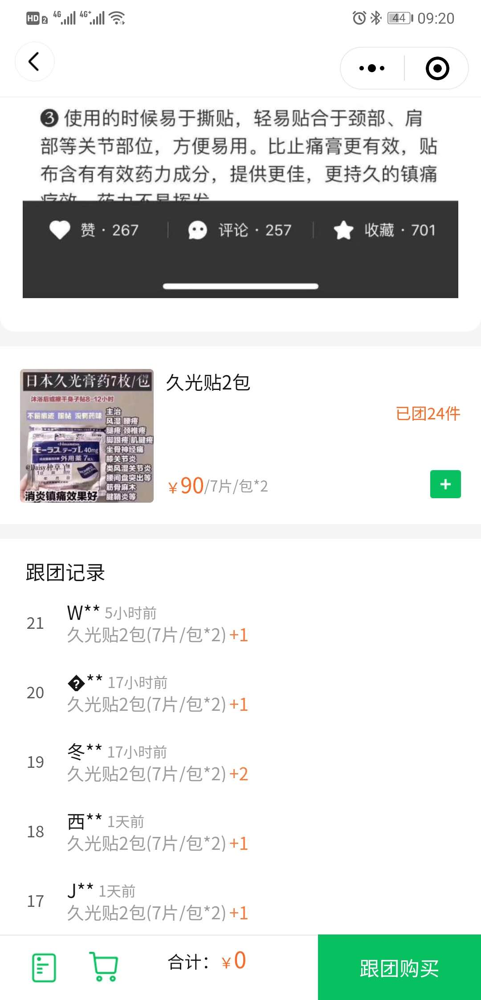 HD 2 4G 4G+ 44 09:20
❸ 使用的时候易于撕贴，轻易贴合于颈部、肩
部等关节部位，方便易用。比止痛膏更有效，贴
布含有有效药力成分，提供更佳，更持久的镇痛
疗效，药力不易挥发
赞 · 267 评论 · 257 收藏 · 701
日本久光膏药7枚/包
沐浴后或擦干身子贴8-12小时
不留痕迹 服帖 没有药味
主治
风湿 腰疼
腿疼 颈椎疼
脚跟疼 肌腱疼
坐骨神经痛
膝关节炎
类风湿关节炎
腰间盘突出等
筋骨麻木
腱鞘炎等
Hisamitsu
モーラステープL 40mg
外用薬 7枚入
@Daisy种草
年 月 日
消炎镇痛效果好
久光贴2包
已团24件
¥90/7片/包*2
+
跟团记录
21
W** 5小时前
久光贴2包(7片/包*2) +1
20
�** 17小时前
久光贴2包(7片/包*2) +1
19
冬** 17小时前
久光贴2包(7片/包*2) +2
18
西** 1天前
久光贴2包(7片/包*2) +1
17
J** 1天前
久光贴2包(7片/包*2) +1
合计： ¥0
跟团购买